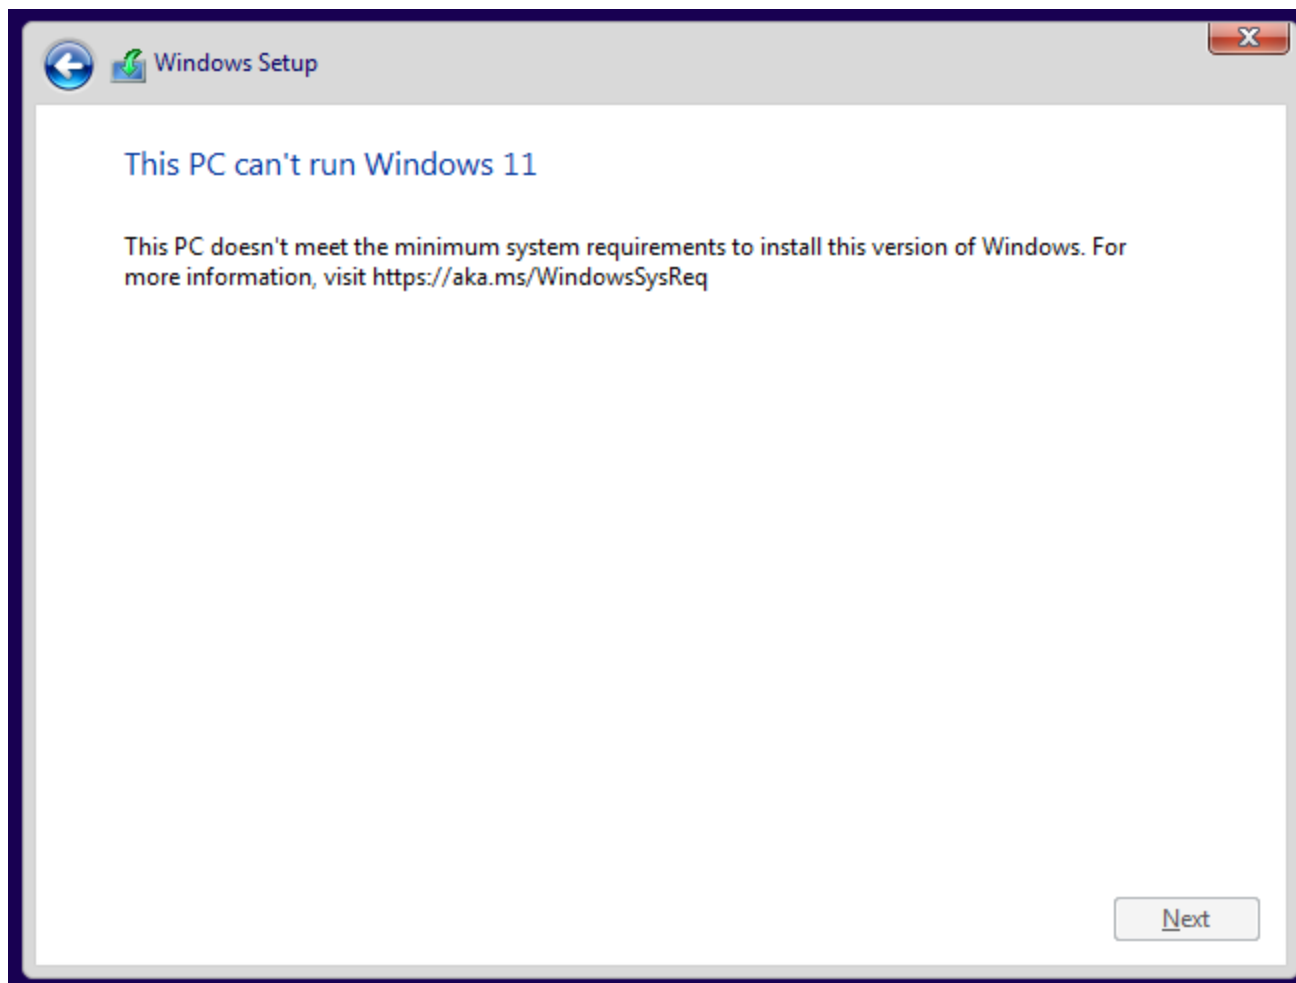 Windows Setup
This PC can't run Windows 11
This PC doesn't meet the minimum system requirements to install this version of Windows. For
more information, visit https://aka.ms/WindowsSysReq
Next